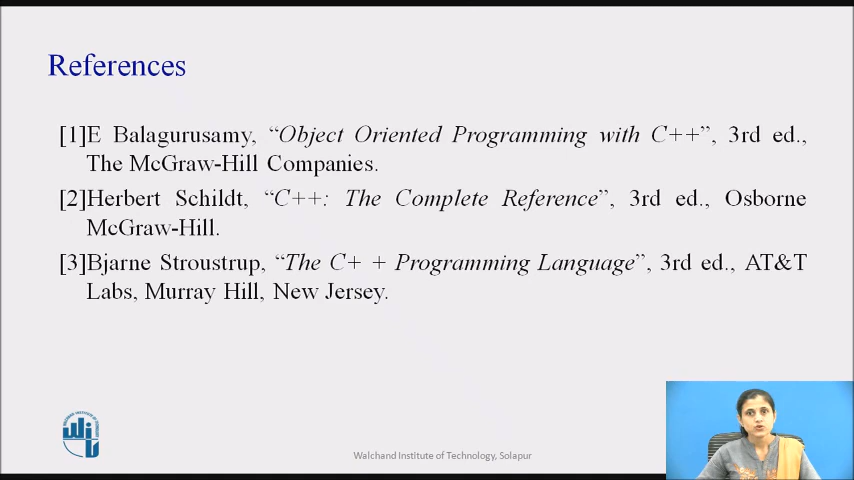 References
[1]E Balagurusamy, “Object Oriented Programming with C++”, 3rd ed.,
The McGraw-Hill Companies.
[2]Herbert Schildt, “C++: The Complete Reference”, 3rd ed., Osborne
McGraw-Hill.
[3]Bjarne Stroustrup, “The C+ + Programming Language”, 3rd ed., AT&T
Labs, Murray Hill, New Jersey.
Walchand Institute of Technology, Solapur